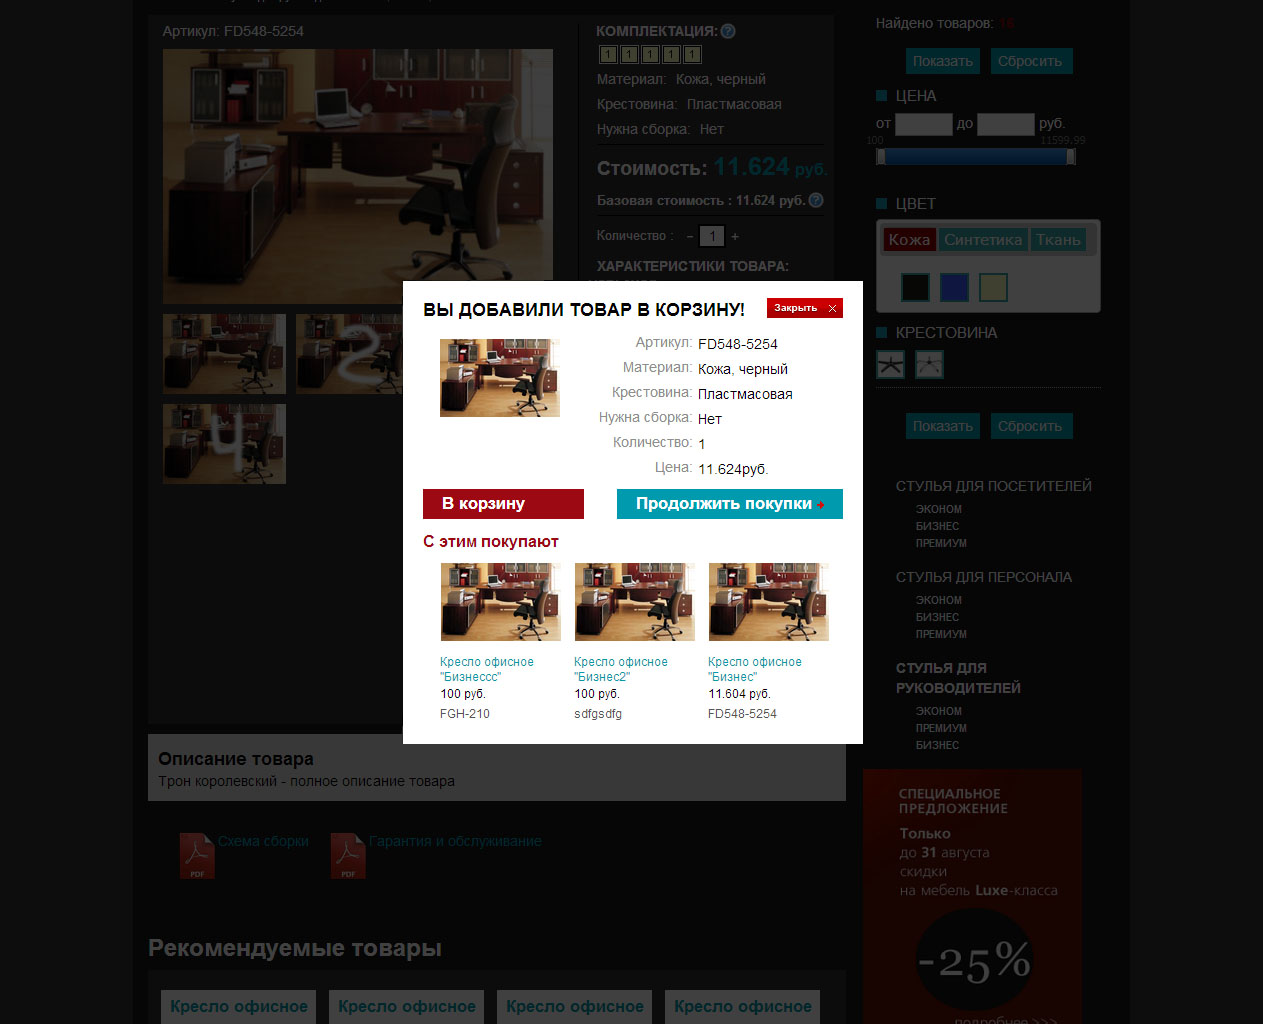 Артикул: FD548-5254
КОМПЛЕКТАЦИЯ: ?
1 1 1 1 1
Материал: Кожа, черный
Крестовина: Пластмасовая
Нужна сборка: Нет
Стоимость: 11.624 руб.
Базовая стоимость : 11.624 руб. ?
Количество : - 1 +
ХАРАКТЕРИСТИКИ ТОВАРА:
2
4
ВЫ ДОБАВИЛИ ТОВАР В КОРЗИНУ!
Закрыть
Артикул: FD548-5254
Материал: Кожа, черный
Крестовина: Пластмасовая
Нужна сборка: Нет
Количество: 1
Цена: 11.624руб.
В корзину
Продолжить покупки
С этим покупают
Кресло офисное
"Бизнессс"
100 руб.
FGH-210
Кресло офисное
"Бизнес2"
100 руб.
sdfgsdfg
Кресло офисное
"Бизнес"
11.604 руб.
FD548-5254
Описание товара
Трон королевский - полное описание товара
PDF
Схема сборки
PDF
Гарантия и обслуживание
Рекомендуемые товары
Кресло офисное
Кресло офисное
Кресло офисное
Кресло офисное
Найдено товаров: 16
Показать
Сбросить
ЦЕНА
от до руб.
100 11599.99
ЦВЕТ
Кожа
Синтетика
Ткань
КРЕСТОВИНА
Показать
Сбросить
СТУЛЬЯ ДЛЯ ПОСЕТИТЕЛЕЙ
ЭКОНОМ
БИЗНЕС
ПРЕМИУМ
СТУЛЬЯ ДЛЯ ПЕРСОНАЛА
ЭКОНОМ
БИЗНЕС
ПРЕМИУМ
СТУЛЬЯ ДЛЯ
РУКОВОДИТЕЛЕЙ
ЭКОНОМ
ПРЕМИУМ
БИЗНЕС
СПЕЦИАЛЬНОЕ
ПРЕДЛОЖЕНИЕ
Только
до 31 августа
скидки
на мебель Luxe-класса
-25%
подробнее >>>